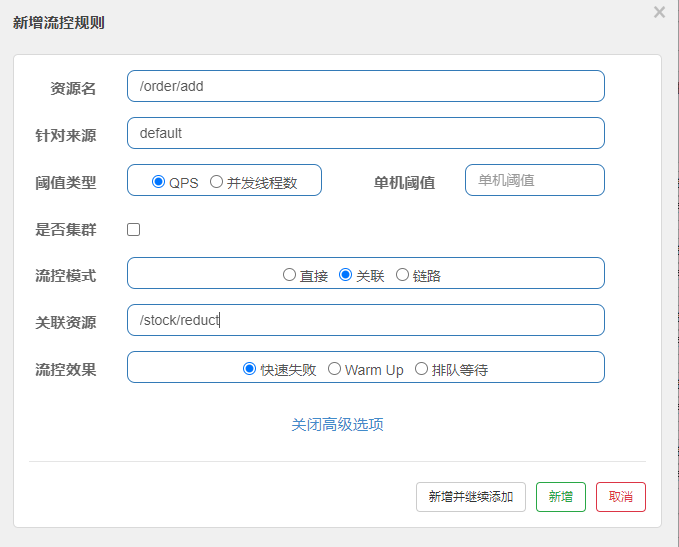 新增流控规则
×
资源名 /order/add
针对来源 default
阈值类型 QPS 并发线程数 单机阈值 单机阈值
是否集群
流控模式 直接 关联 链路
关联资源 /stock/reduct
流控效果 快速失败 Warm Up 排队等待
关闭高级选项
新增并继续添加 新增 取消